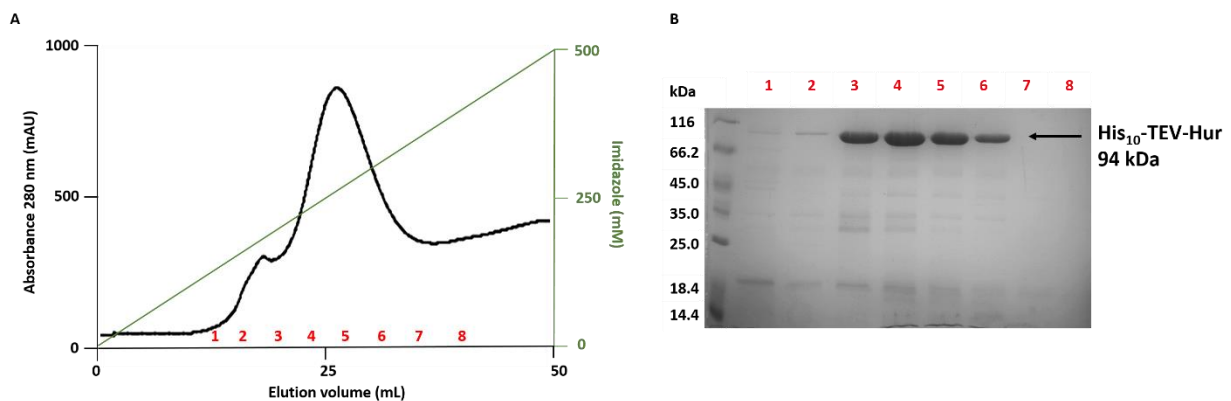 A
1000
500
0
Absorbance 280 nm (mAU)
1 2 3 4 5 6 7 8
0 25 50
Elution volume (mL)
500
250
0
Imidazole (mM)
B
kDa 1 2 3 4 5 6 7 8
116
66.2
45.0
35.0
25.0
18.4
14.4
His10-TEV-Hur
94 kDa